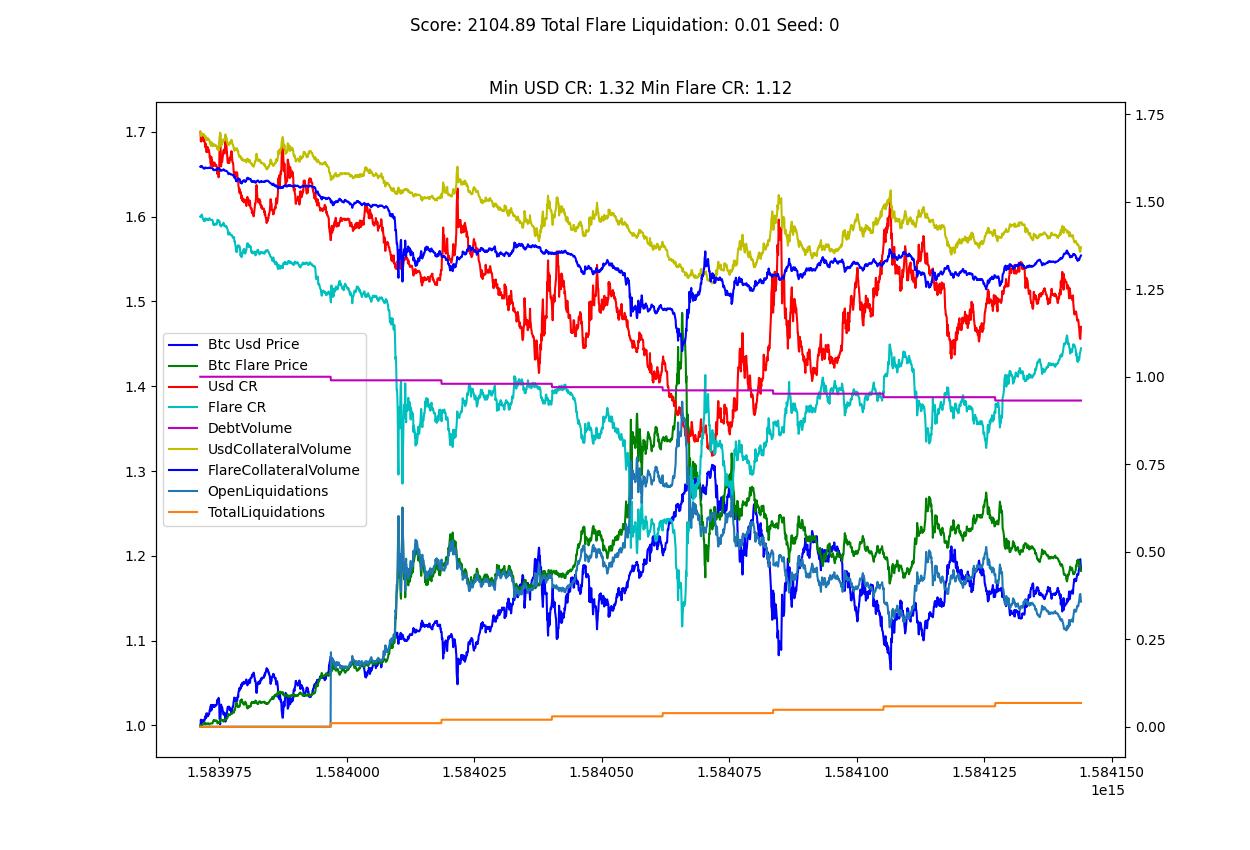 Score: 2104.89 Total Flare Liquidation: 0.01 Seed: 0
Min USD CR: 1.32 Min Flare CR: 1.12
1.7
1.6
1.5
1.4
1.3
1.2
1.1
1.0
1.75
1.50
1.25
1.00
0.75
0.50
0.25
0.00
Btc Usd Price
Btc Flare Price
Usd CR
Flare CR
DebtVolume
UsdCollateralVolume
FlareCollateralVolume
OpenLiquidations
TotalLiquidations
1.583975 1.584000 1.584025 1.584050 1.584075 1.584100 1.584125 1.584150
1e15